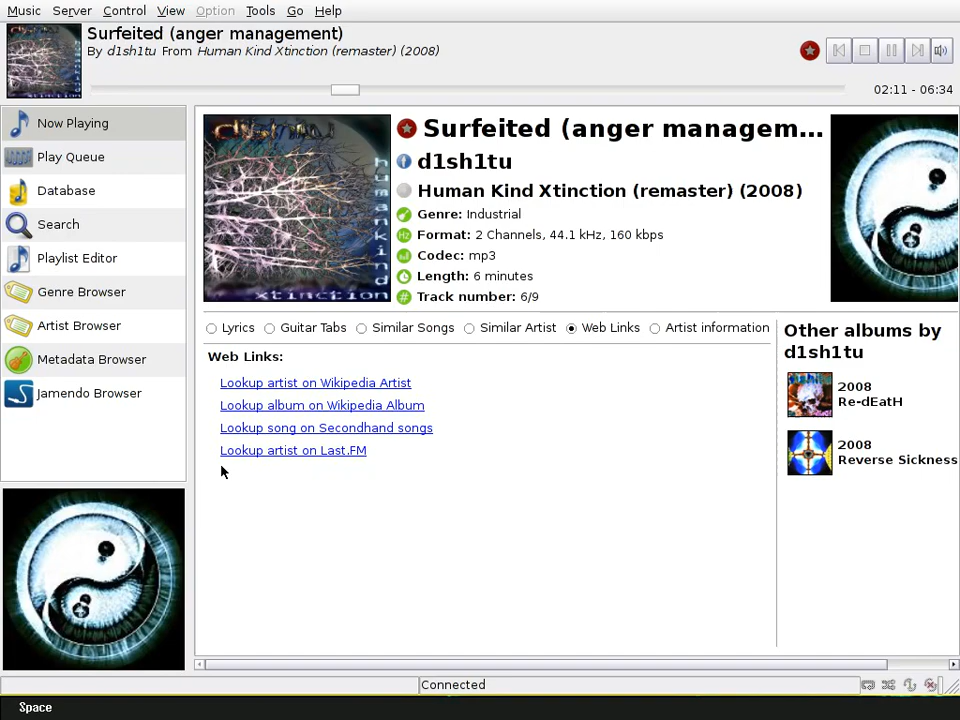 Music Server Control View Option Tools Go Help
Surfeited (anger management)
By d1sh1tu From Human Kind Xtinction (remaster) (2008)
02:11 - 06:34
Now Playing
Play Queue
Database
Search
Playlist Editor
Genre Browser
Artist Browser
Metadata Browser
Jamendo Browser
humankind
xtinction
Surfeited (anger managem...
d1sh1tu
Human Kind Xtinction (remaster) (2008)
Genre: Industrial
Hz Format: 2 Channels, 44.1 kHz, 160 kbps
Codec: mp3
Length: 6 minutes
# Track number: 6/9
Lyrics Guitar Tabs Similar Songs Similar Artist Web Links Artist information
Web Links:
Lookup artist on Wikipedia Artist
Lookup album on Wikipedia Album
Lookup song on Secondhand songs
Lookup artist on Last.FM
Other albums by
d1sh1tu
2008
Re-dEatH
2008
Reverse Sickness
Connected
Space